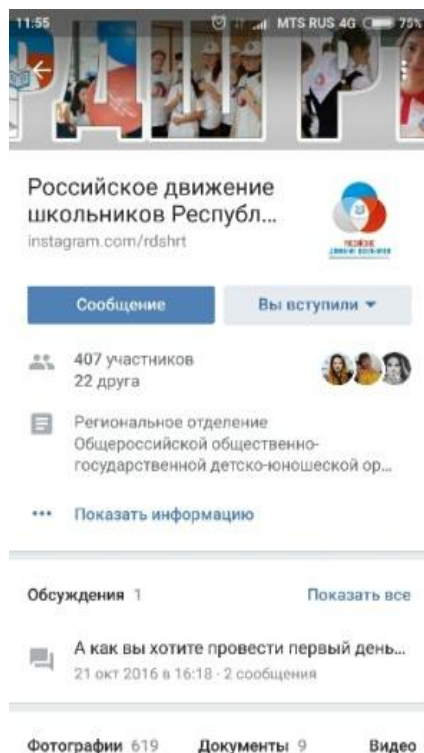 11:55 MTS RUS 4G 75%
РДШ Р
Российское движение
школьников Республ...
instagram.com/rdshrt
Сообщение Вы вступили
407 участников
22 друга
Региональное отделение
Общероссийской общественно-
государственной детско-юношеской ор...
Показать информацию
Обсуждения 1 Показать все
А как вы хотите провести первый день...
21 окт 2016 в 16:18 · 2 сообщения
Фотографии 619 Документы 9 Видео